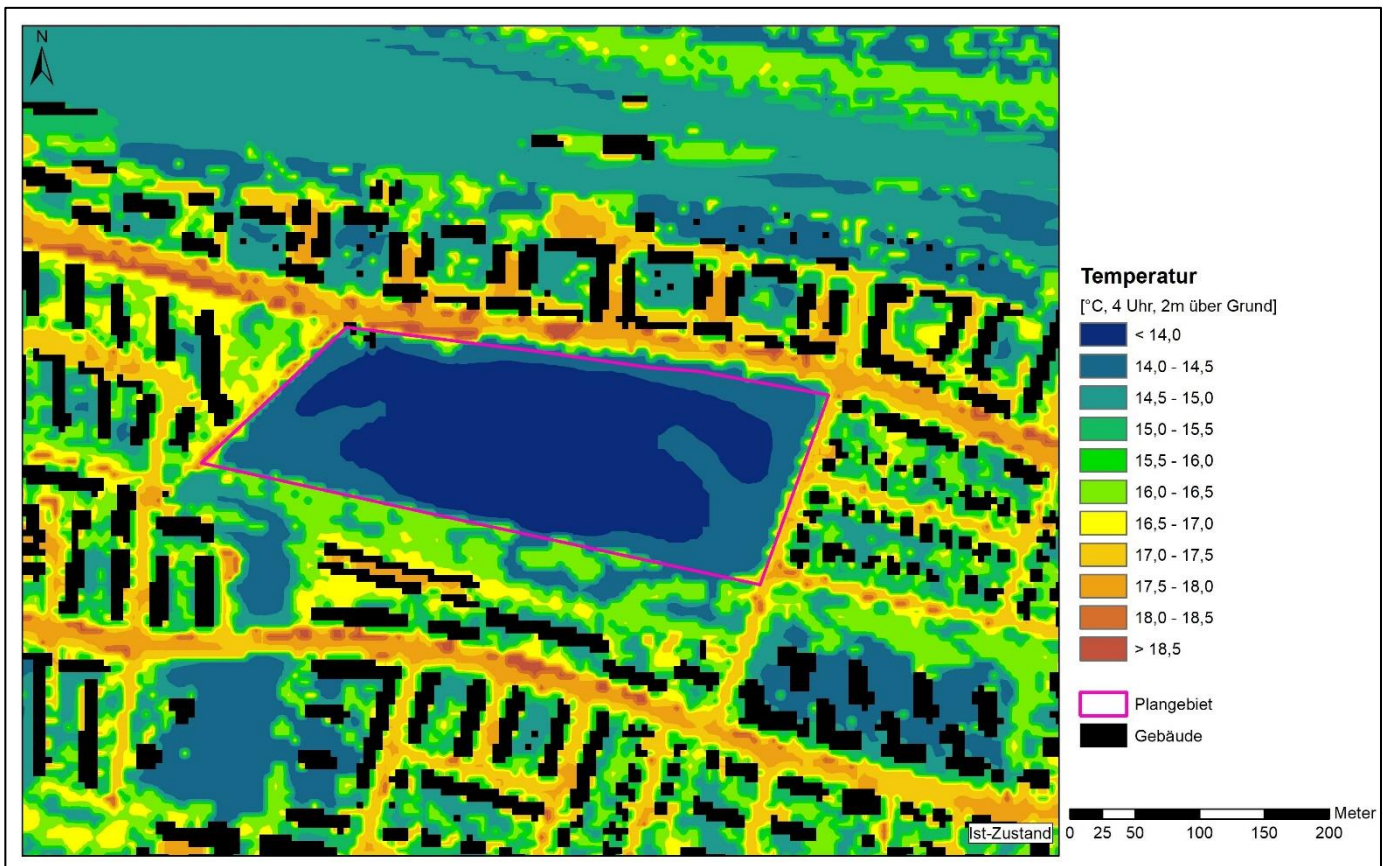 N
Temperatur
[°C, 4 Uhr, 2m über Grund]
< 14,0
14,0 - 14,5
14,5 - 15,0
15,0 - 15,5
15,5 - 16,0
16,0 - 16,5
16,5 - 17,0
17,0 - 17,5
17,5 - 18,0
18,0 - 18,5
> 18,5
Plangebiet
Gebäude
Meter
0 25 50 100 150 200
Ist-Zustand